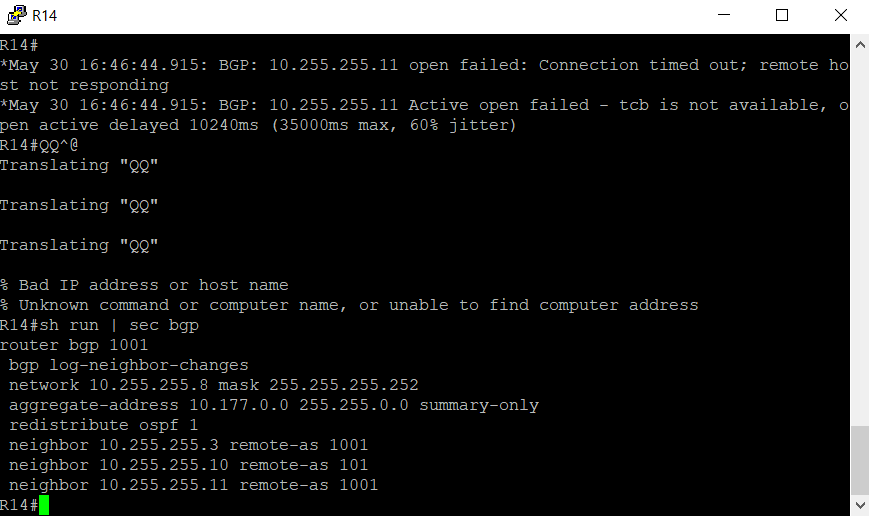 R14
R14#
*May 30 16:46:44.915: BGP: 10.255.255.11 open failed: Connection timed out; remote ho
st not responding
*May 30 16:46:44.915: BGP: 10.255.255.11 Active open failed - tcb is not available, o
pen active delayed 10240ms (35000ms max, 60% jitter)
R14#QQ^@
Translating "QQ"
Translating "QQ"
Translating "QQ"
% Bad IP address or host name
% Unknown command or computer name, or unable to find computer address
R14#sh run | sec bgp
router bgp 1001
 bgp log-neighbor-changes
 network 10.255.255.8 mask 255.255.255.252
 aggregate-address 10.177.0.0 255.255.0.0 summary-only
 redistribute ospf 1
 neighbor 10.255.255.3 remote-as 1001
 neighbor 10.255.255.10 remote-as 101
 neighbor 10.255.255.11 remote-as 1001
R14#